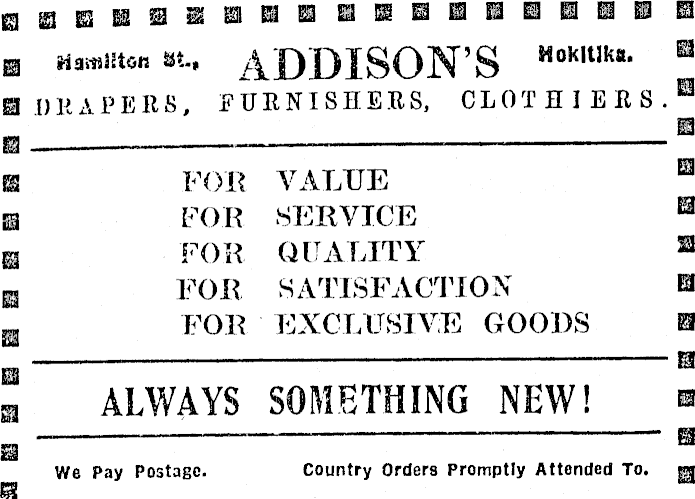 Hamilton St., ADDISON'S Hokitika.
DRAPERS, FURNISHERS, CLOTHIERS.
FOR VALUE
FOR SERVICE
FOR QUALITY
FOR SATISFACTION
FOR EXCLUSIVE GOODS
ALWAYS SOMETHING NEW!
We Pay Postage. Country Orders Promptly Attended To.